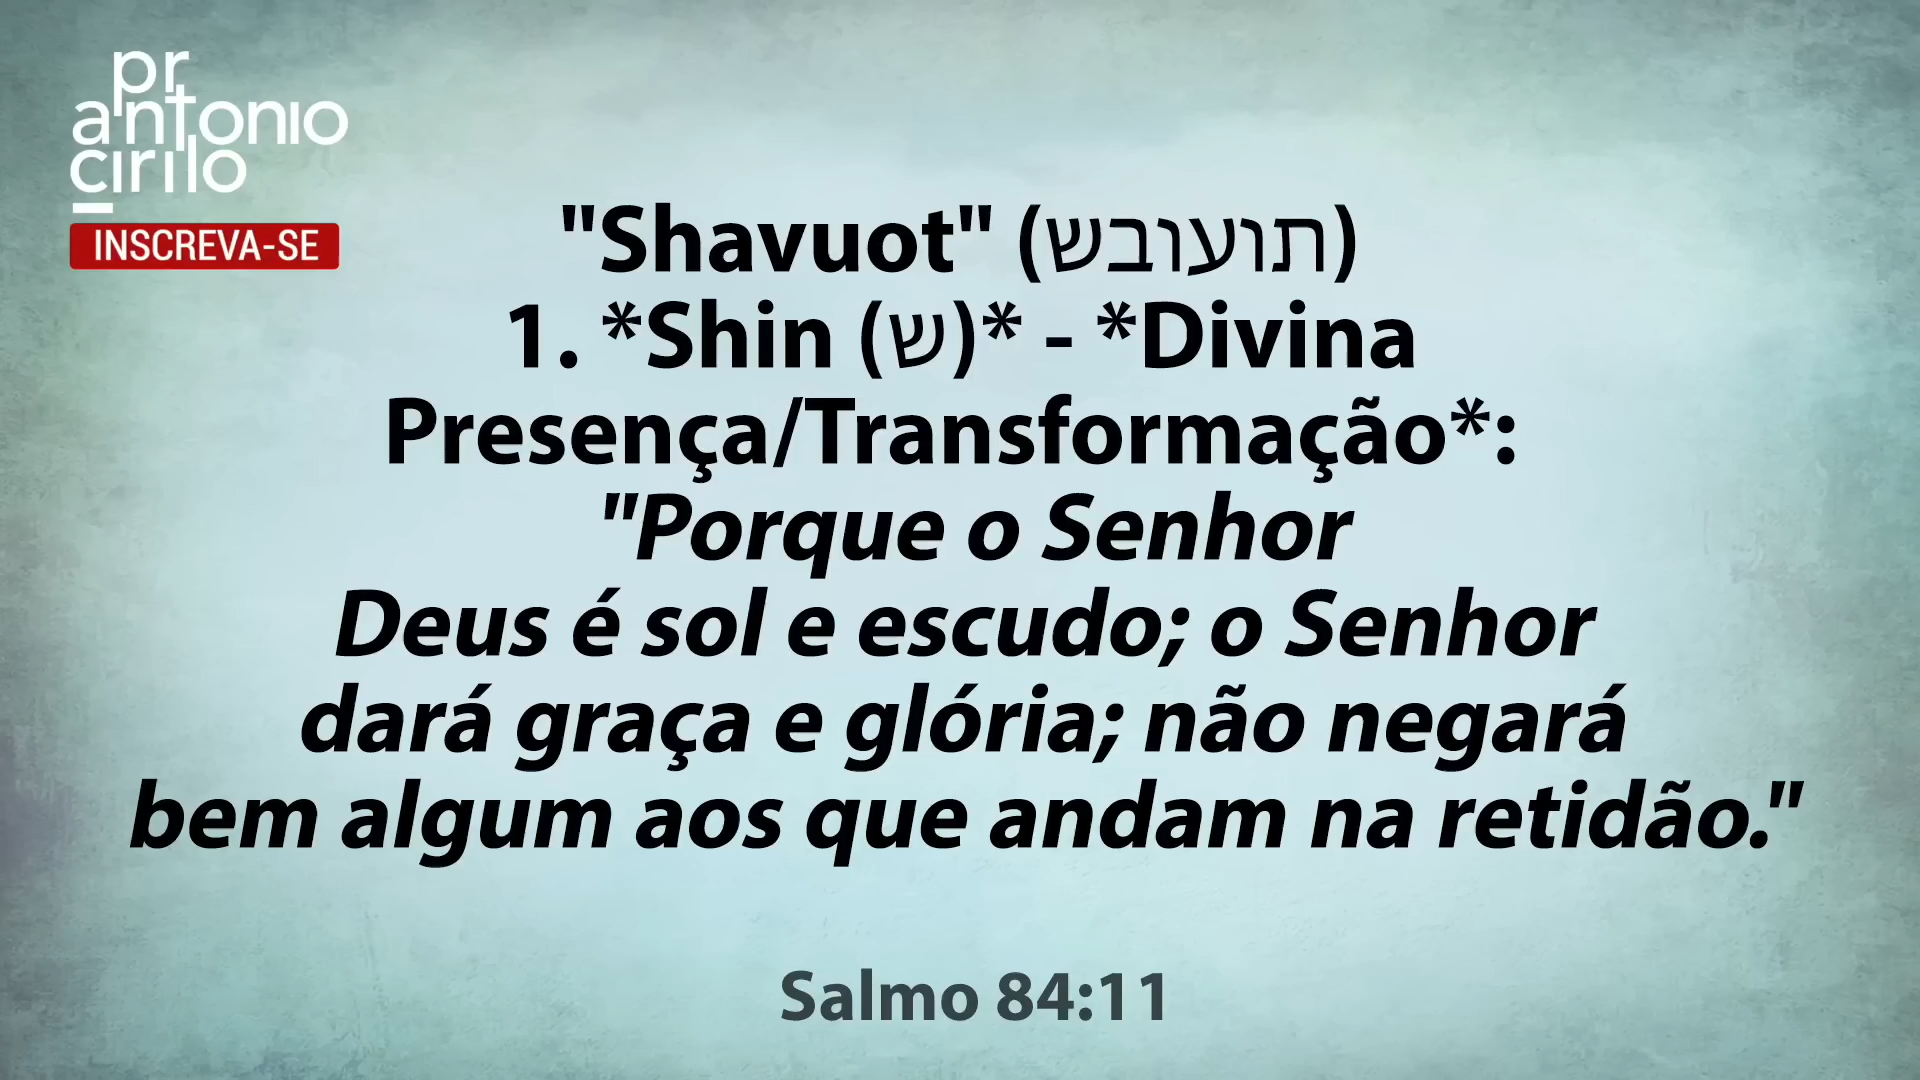 pr
antonio
cirilo
INSCREVA-SE
"Shavuot" (תועובש)
1. *Shin (ש)* - *Divina
Presença/Transformação*:
"Porque o Senhor
Deus é sol e escudo; o Senhor
dará graça e glória; não negará
bem algum aos que andam na retidão."
Salmo 84:11